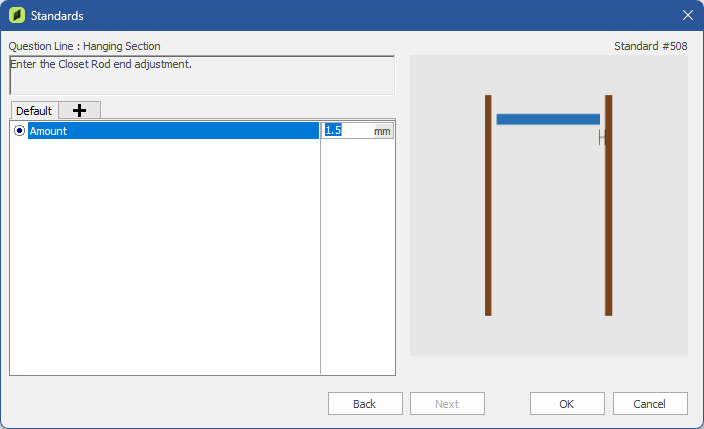 Standards
Question Line : Hanging Section
Standard #508
Enter the Closet Rod end adjustment.
Default
Amount
1.5 mm
Back
Next
OK
Cancel